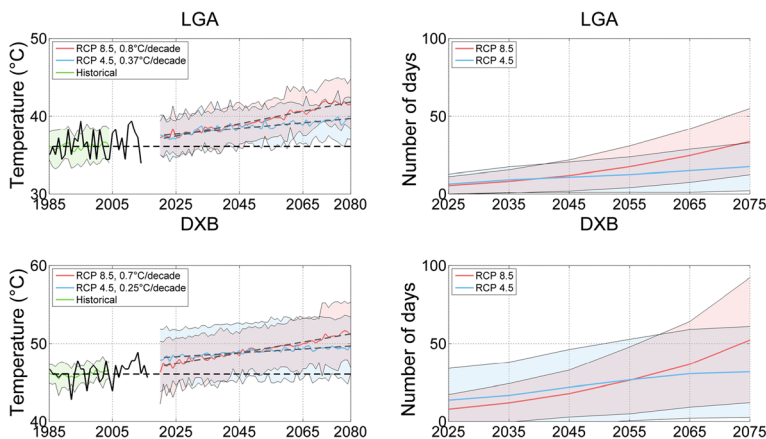 LGA
50
40
30
Temperature (°C)
RCP 8.5, 0.8°C/decade
RCP 4.5, 0.37°C/decade
Historical
1985 2005 2025 2045 2065 2080
LGA
100
50
0
Number of days
RCP 8.5
RCP 4.5
2025 2035 2045 2055 2065 2075
DXB
60
50
40
Temperature (°C)
RCP 8.5, 0.7°C/decade
RCP 4.5, 0.25°C/decade
Historical
1985 2005 2025 2045 2065 2080
DXB
100
50
0
Number of days
RCP 8.5
RCP 4.5
2025 2035 2045 2055 2065 2075